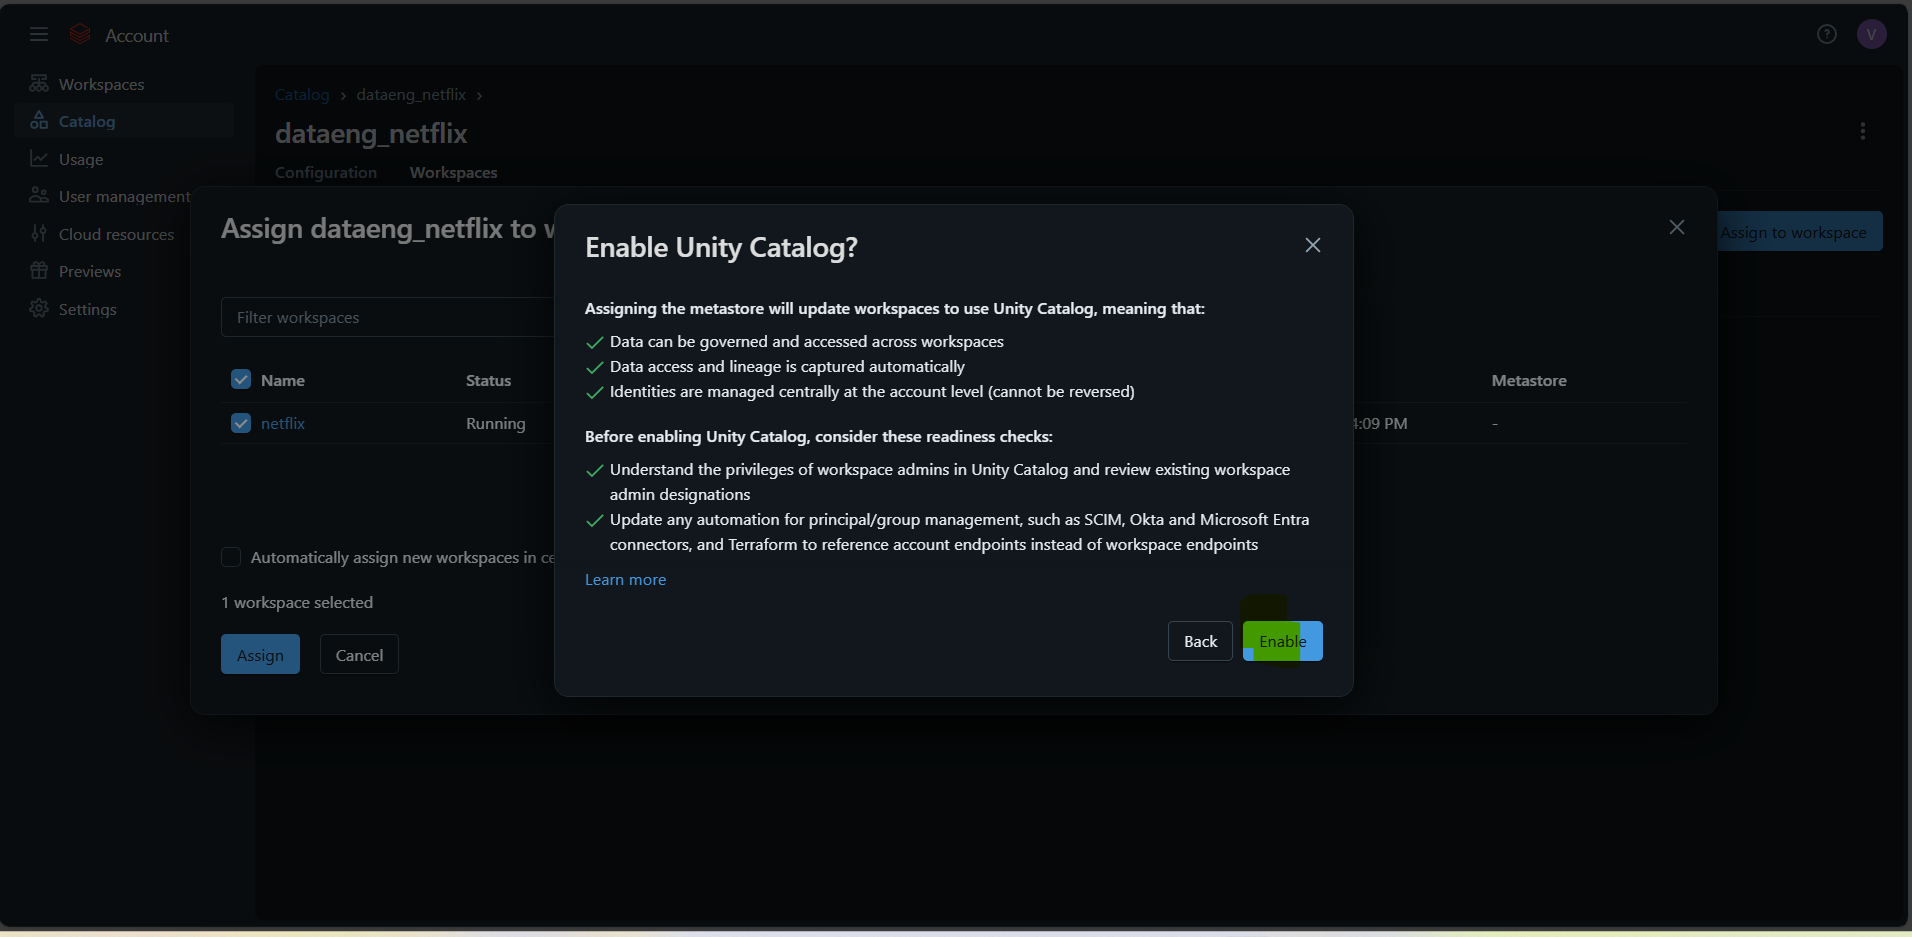 Account
V
Workspaces
Catalog
Usage
User management
Cloud resources
Previews
Settings
Catalog > dataeng_netflix >
dataeng_netflix
Configuration Workspaces
Assign to workspace
Assign dataeng_netflix to
Filter workspaces
Name Status Metastore
netflix Running 4:09 PM -
Automatically assign new workspaces in
1 workspace selected
Assign Cancel
Enable Unity Catalog?
Assigning the metastore will update workspaces to use Unity Catalog, meaning that:
Data can be governed and accessed across workspaces
Data access and lineage is captured automatically
Identities are managed centrally at the account level (cannot be reversed)
Before enabling Unity Catalog, consider these readiness checks:
Understand the privileges of workspace admins in Unity Catalog and review existing workspace
admin designations
Update any automation for principal/group management, such as SCIM, Okta and Microsoft Entra
connectors, and Terraform to reference account endpoints instead of workspace endpoints
Learn more
Back Enable